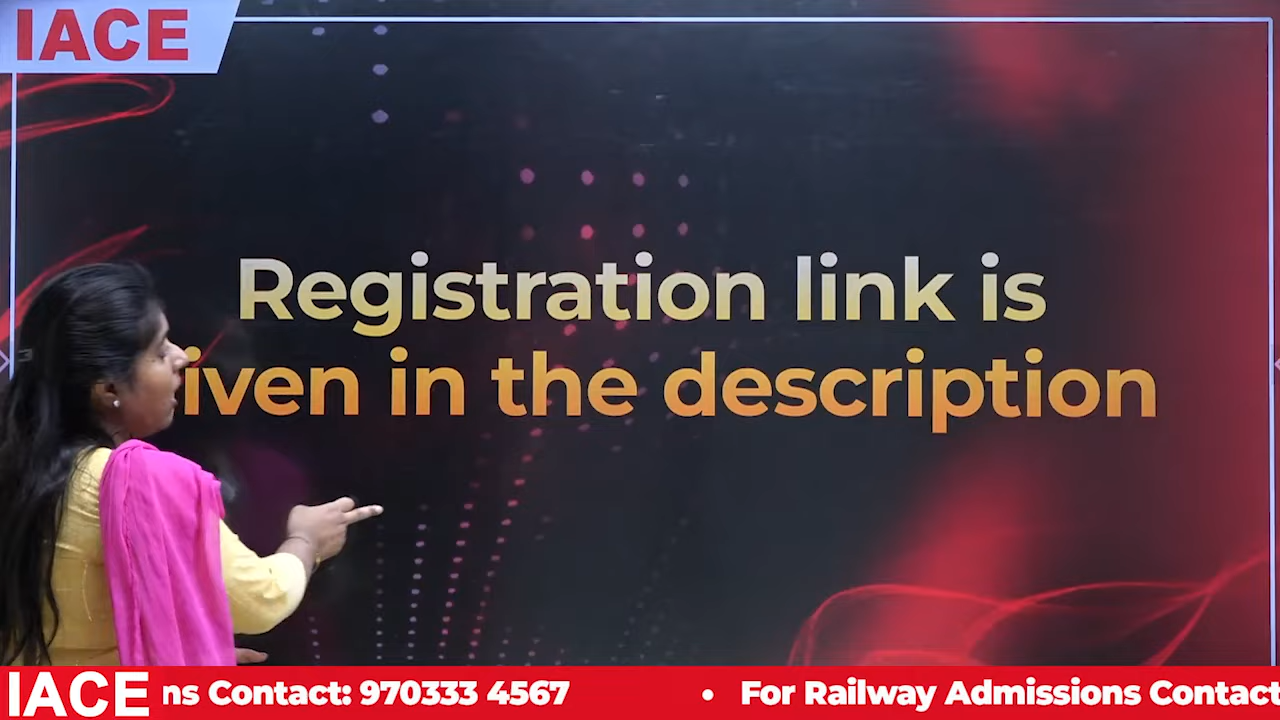 IACE
Registration link is
iven in the description
IACE
ns Contact: 970333 4567 • For Railway Admissions Contact